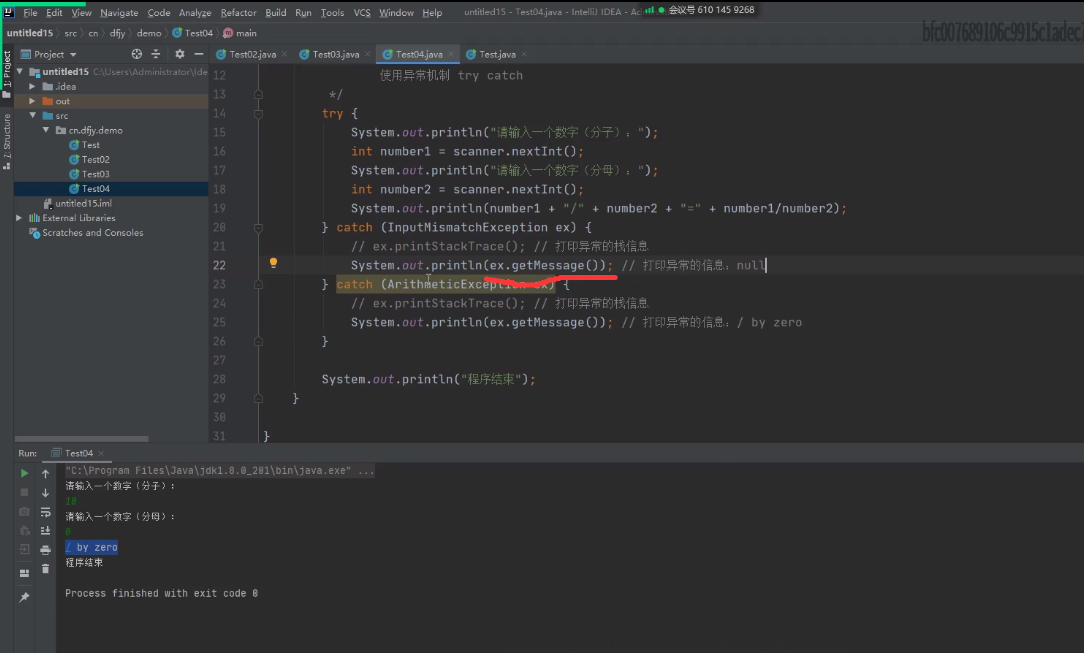 File Edit View Navigate Code Analyze Refactor Build Run Tools VCS Window Help untitled15 - Test04.java - IntelliJ IDEA - A
会议号 610 145 9268
bfc007689106c9915c1adec
untitled15 src cn dfjy demo Test04 main
Project
Test02.java Test03.java Test04.java Test.java
1: Project
7: Structure
untitled15 C:\Users\Administrator\Ide
.idea
out
src
cn.dfjy.demo
Test
Test02
Test03
Test04
untitled15.iml
External Libraries
Scratches and Consoles
12 使用异常机制 try catch
13 */
14 try {
15 System.out.println("请输入一个数字（分子）：");
16 int number1 = scanner.nextInt();
17 System.out.println("请输入一个数字（分母）：");
18 int number2 = scanner.nextInt();
19 System.out.println(number1 + "/" + number2 + "=" + number1/number2);
20 } catch (InputMismatchException ex) {
21 // ex.printStackTrace(); // 打印异常的栈信息
22 System.out.println(ex.getMessage()); // 打印异常的信息：null
23 } catch (ArithmeticException ex) {
24 // ex.printStackTrace(); // 打印异常的栈信息
25 System.out.println(ex.getMessage()); // 打印异常的信息：/ by zero
26 }
27
28 System.out.println("程序结束");
29 }
30
31 }
Run: Test04
"C:\Program Files\Java\jdk1.8.0_281\bin\java.exe" ...
请输入一个数字（分子）：
10
请输入一个数字（分母）：
0
/ by zero
程序结束
Process finished with exit code 0